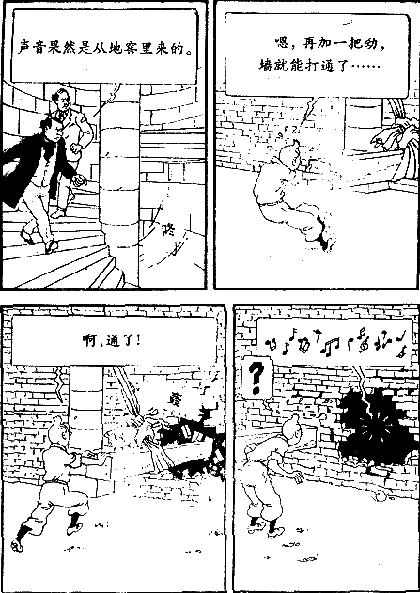 声音果然是从地窖里来的。
咚
嗯，再加一把劲，
墙就能打通了……
啊，通了！
?